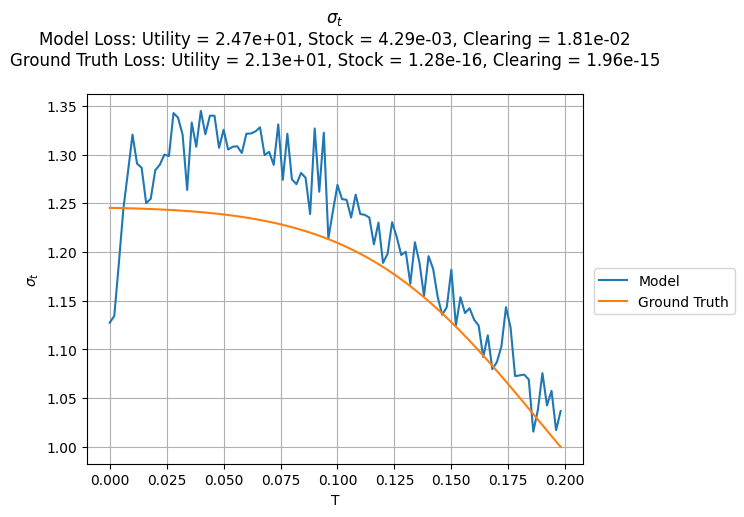 σt
Model Loss: Utility = 2.47e+01, Stock = 4.29e-03, Clearing = 1.81e-02
Ground Truth Loss: Utility = 2.13e+01, Stock = 1.28e-16, Clearing = 1.96e-15
1.35
1.30
1.25
1.20
1.15
1.10
1.05
1.00
σt
0.000 0.025 0.050 0.075 0.100 0.125 0.150 0.175 0.200
T
Model
Ground Truth